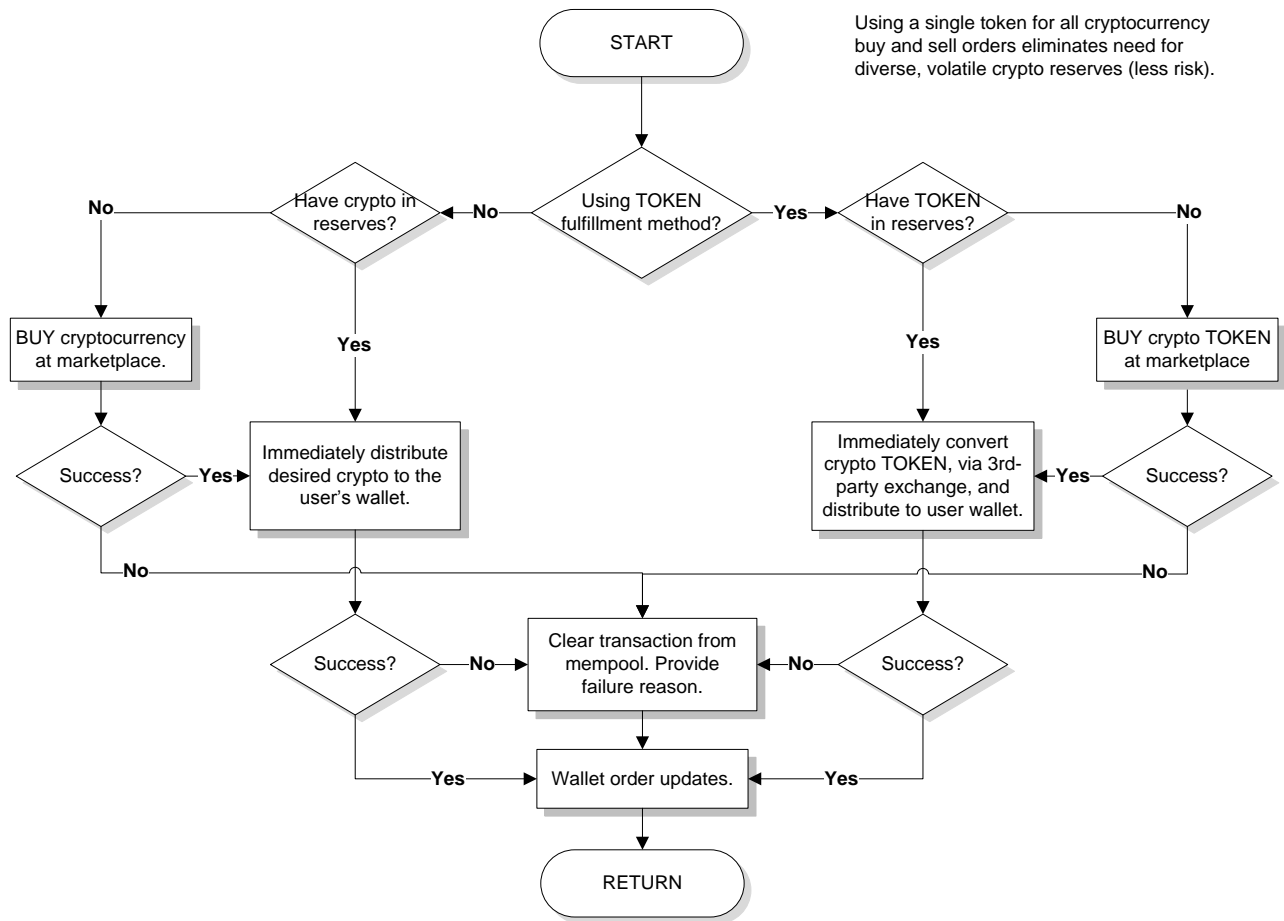 START
Using a single token for all cryptocurrency
buy and sell orders eliminates need for
diverse, volatile crypto reserves (less risk).
Have crypto in
reserves?
Using TOKEN
fulfillment method?
Have TOKEN
in reserves?
No
No
Yes
No
BUY cryptocurrency
at marketplace.
Yes
Yes
BUY crypto TOKEN
at marketplace
Success?
Yes
Immediately distribute
desired crypto to the
user’s wallet.
Immediately convert
crypto TOKEN, via 3rd-
party exchange, and
distribute to user wallet.
Yes
Success?
No
No
Success?
No
Clear transaction from
mempool. Provide
failure reason.
No
Success?
Yes
Wallet order updates.
Yes
RETURN